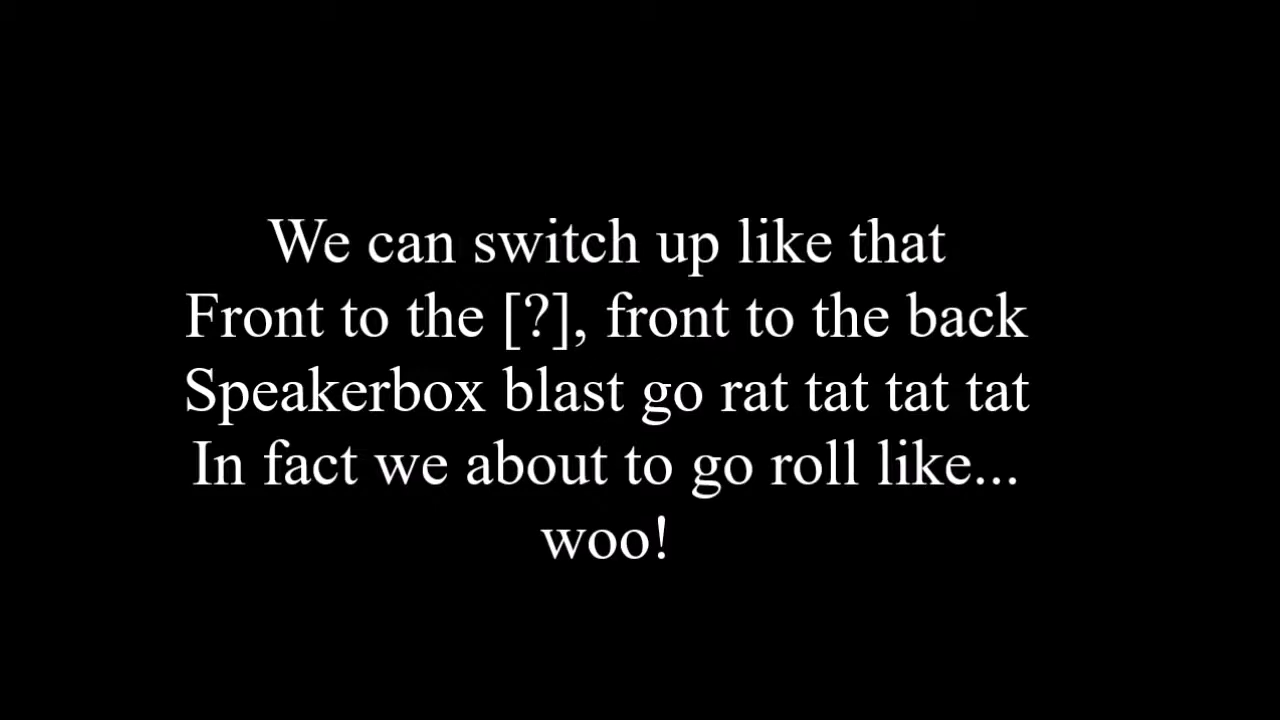 We can switch up like that
Front to the [?], front to the back
Speakerbox blast go rat tat tat tat
In fact we about to go roll like...
woo!